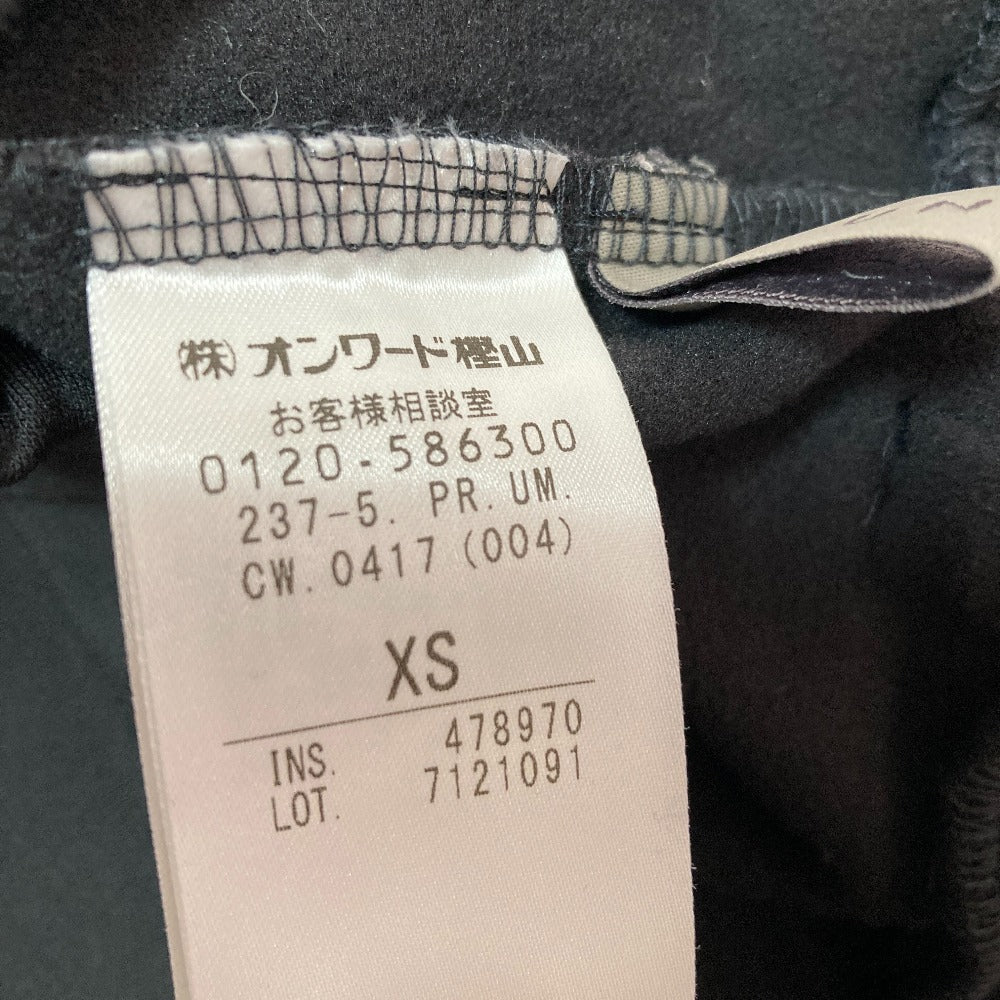 (株)オンワード樫山
お客様相談室
0120-586300
237-5. PR. UM.
CW. 0417 (004)
XS
INS. 478970
LOT. 7121091